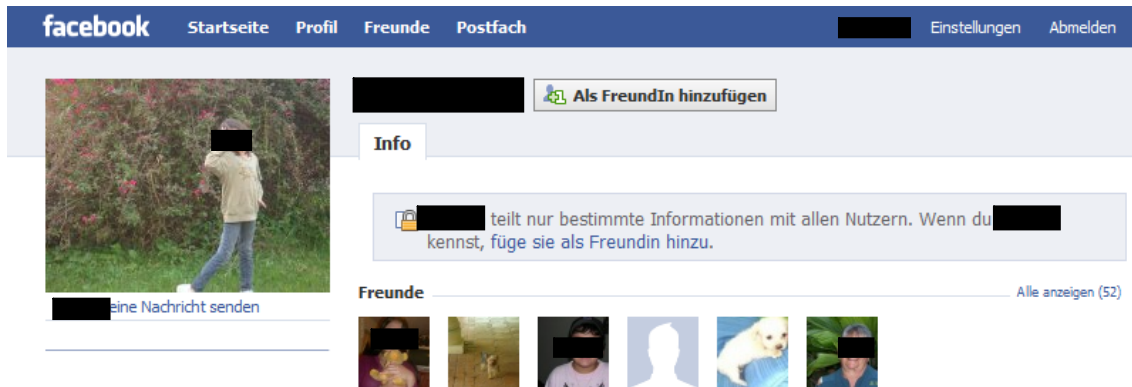 facebook Startseite Profil Freunde Postfach Einstellungen Abmelden
Als FreundIn hinzufügen
Info
teilt nur bestimmte Informationen mit allen Nutzern. Wenn du
kennst, füge sie als Freundin hinzu.
eine Nachricht senden
Freunde Alle anzeigen (52)